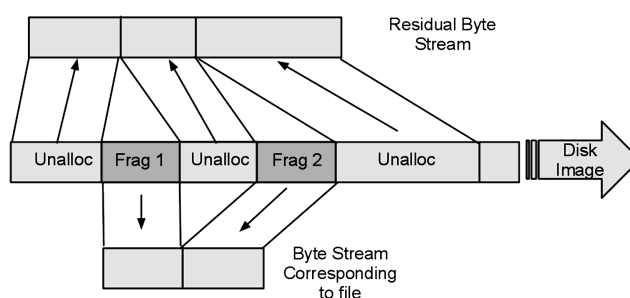 Residual Byte
Stream
Unalloc Frag 1 Unalloc Frag 2 Unalloc
Disk
Image
Byte Stream
Corresponding
to file